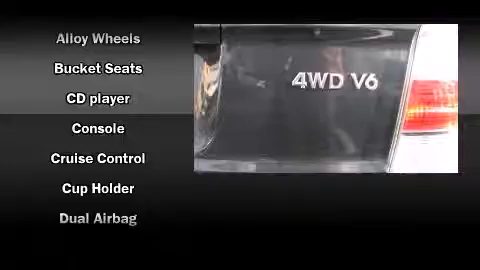 Alloy Wheels
Bucket Seats
CD player
Console
Cruise Control
Cup Holder
Dual Airbag
4WD V6